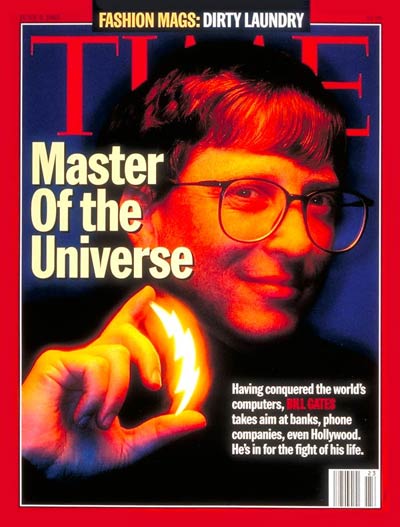 FASHION MAGS: DIRTY LAUNDRY
TIME
Master
Of the
Universe
Having conquered the world's
computers, BILL GATES
takes aim at banks, phone
companies, even Hollywood.
He's in for the fight of his life.
23